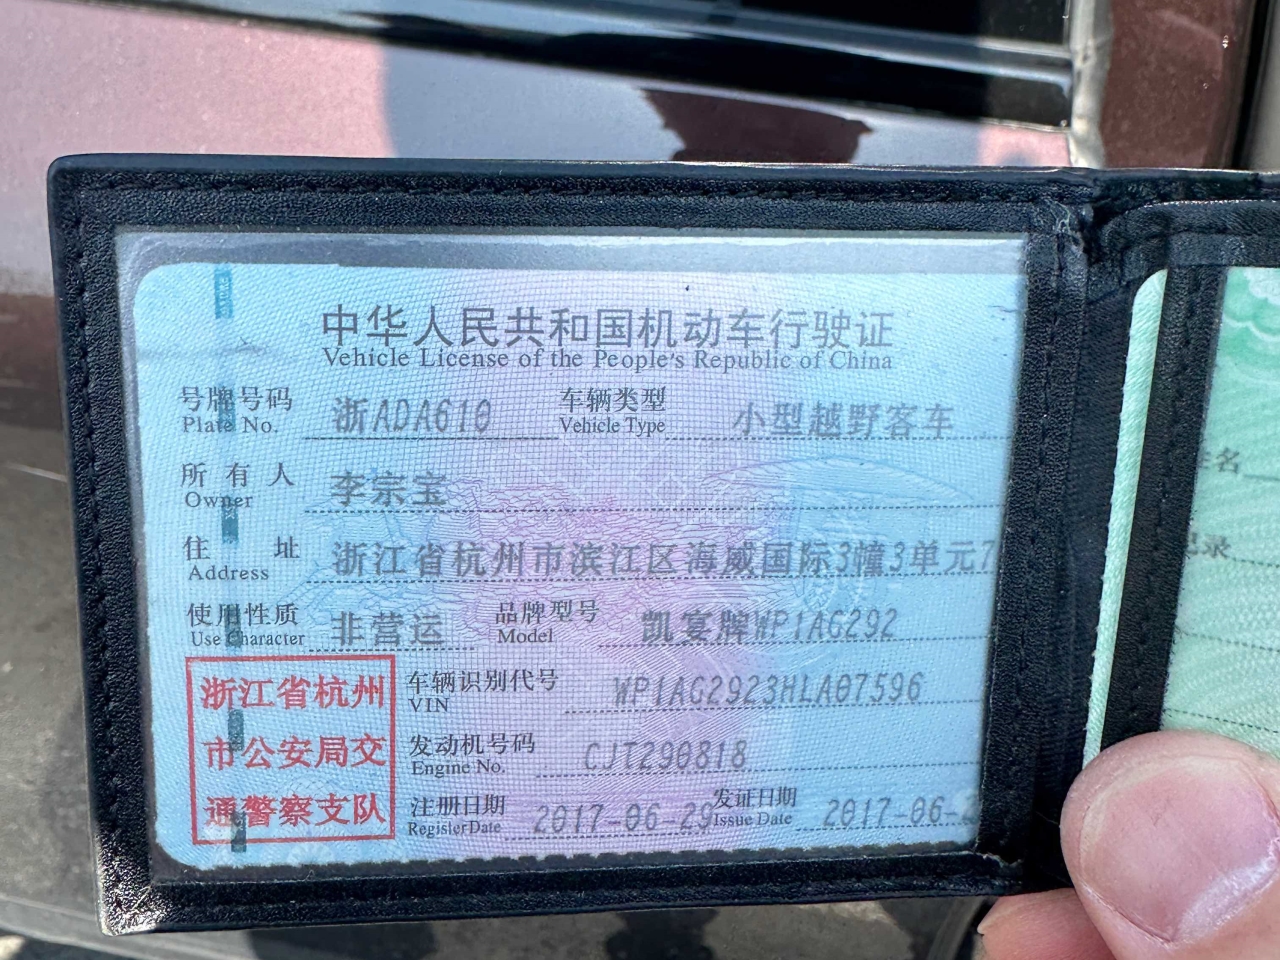 中华人民共和国机动车行驶证
Vehicle License of the People's Republic of China
号牌号码 浙ADA610 车辆类型 小型越野客车
Plate No. Vehicle Type
所有人 李宗宝
Owner
住址 浙江省杭州市滨江区海威国际3幢3单元7
Address
使用性质 非营运 品牌型号 凯宴牌WP1AG292
Use Character Model
浙江省杭州
市公安局交
通警察支队
车辆识别代号 WP1AG2923HLA07596
VIN
发动机号码 CJT290818
Engine No.
注册日期 2017-06-29 发证日期 2017-06-
Register Date Issue Date
名
录